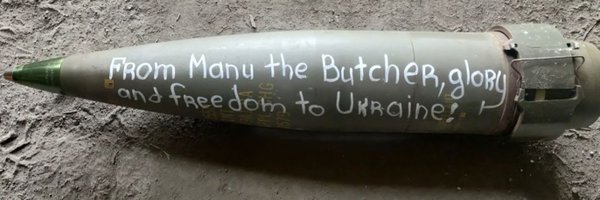 From Manu the Butcher, glory
and freedom to Ukraine!